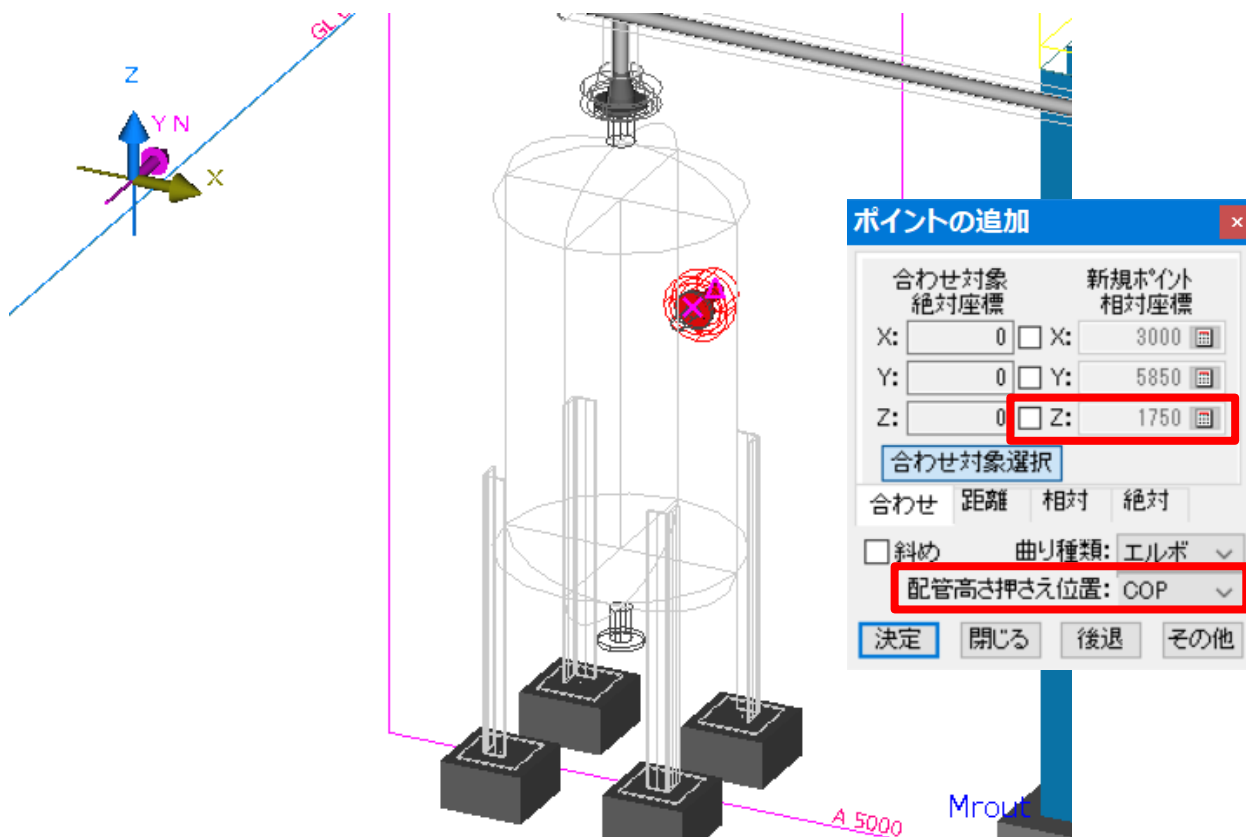 GL
Z
Y N
X
ポイントの追加
×
合わせ対象 新規ポイント
絶対座標 相対座標
X: 0 X: 3000
Y: 0 Y: 5850
Z: 0 Z: 1750
合わせ対象選択
合わせ 距離 相対 絶対
斜め 曲り種類: エルボ
配管高さ押さえ位置: COP
決定 閉じる 後退 その他
Mrout
A 5000